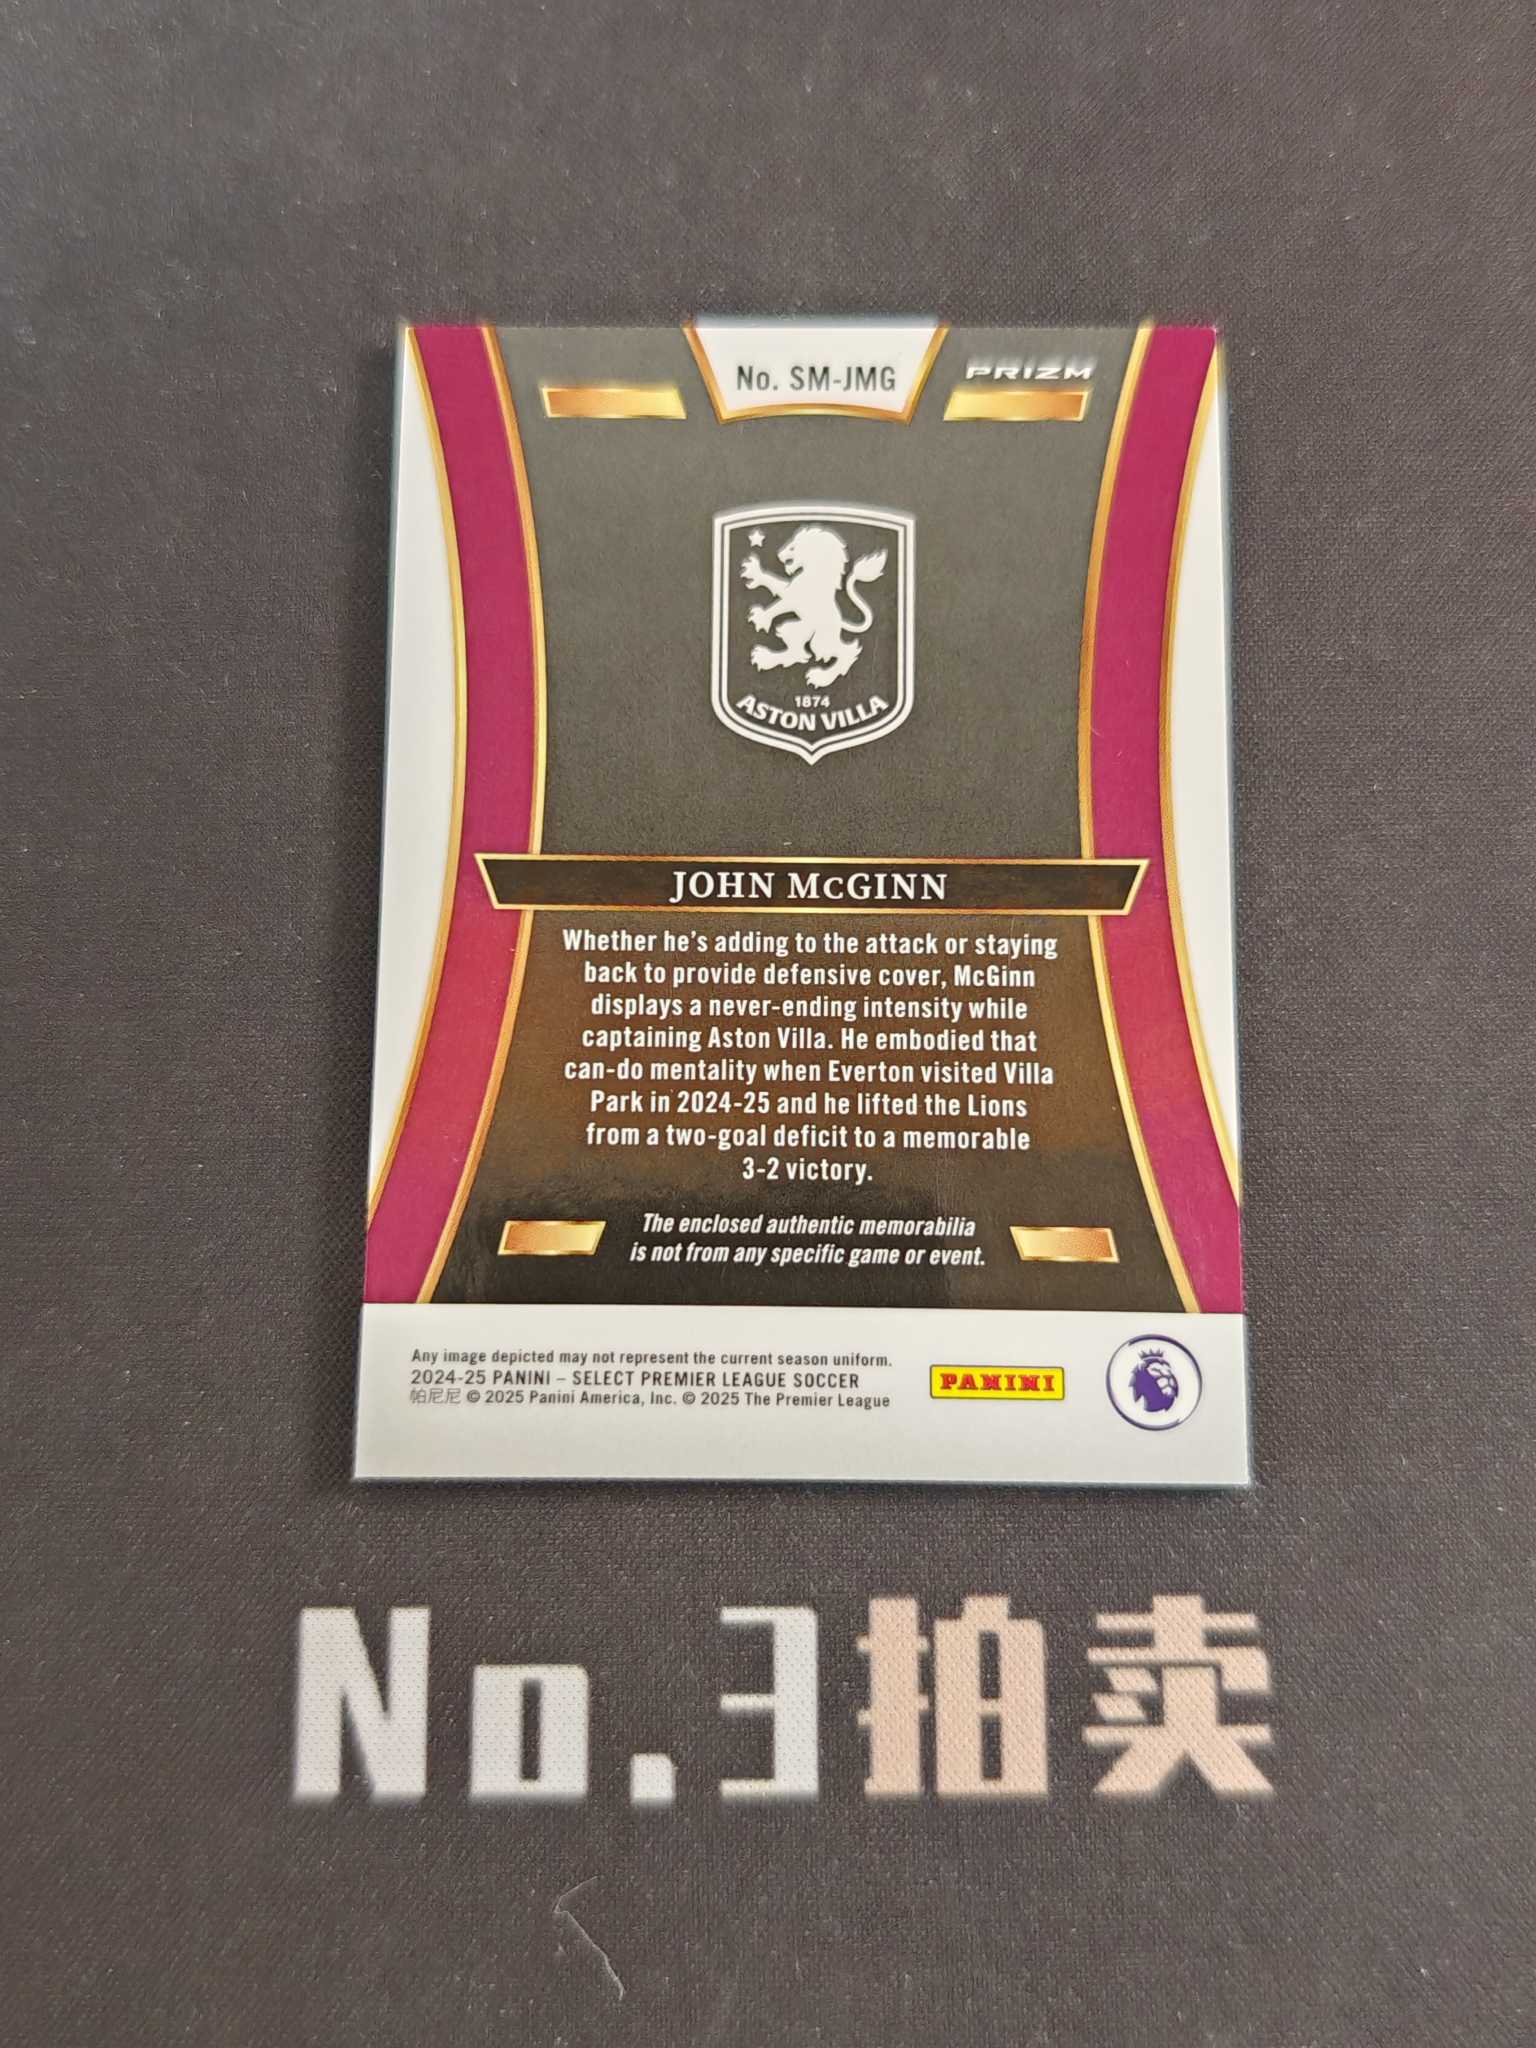 No. SM-JMG
PRIZM
1874
ASTON VILLA
JOHN McGINN
Whether he's adding to the attack or staying
back to provide defensive cover, McGinn
displays a never-ending intensity while
captaining Aston Villa. He embodied that
can-do mentality when Everton visited Villa
Park in 2024-25 and he lifted the Lions
from a two-goal deficit to a memorable
3-2 victory.
The enclosed authentic memorabilia
is not from any specific game or event.
Any image depicted may not represent the current season uniform.
2024-25 PANINI – SELECT PREMIER LEAGUE SOCCER
帕尼尼 © 2025 Panini America, Inc. © 2025 The Premier League
PANINI
No.3拍卖